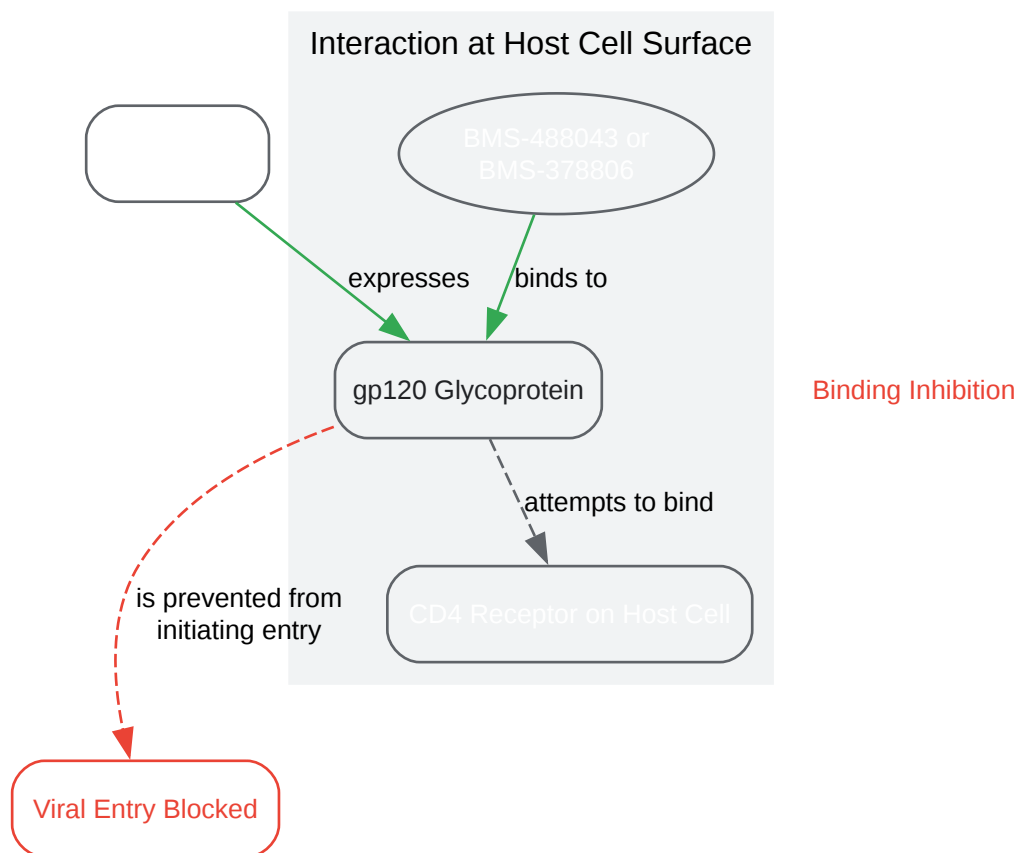 Interaction at Host Cell Surface
BMS-488043 or
BMS-378806
expresses
binds to
gp120 Glycoprotein
Binding Inhibition
attempts to bind
is prevented from
initiating entry
CD4 Receptor on Host Cell
Viral Entry Blocked